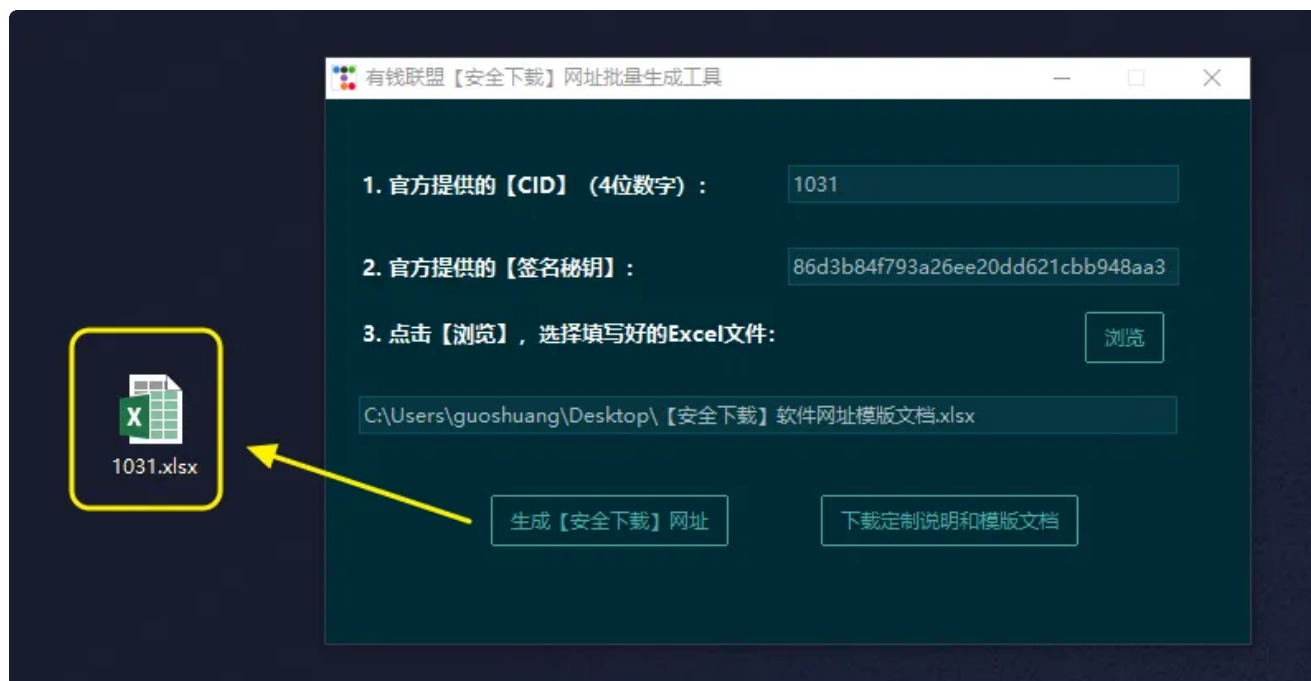 有钱联盟【安全下载】网址批量生成工具
1. 官方提供的【CID】（4位数字）： 1031
2. 官方提供的【签名秘钥】： 86d3b84f793a26ee20dd621cbb948aa3
3. 点击【浏览】，选择填写好的Excel文件: 浏览
C:\Users\guoshuang\Desktop\【安全下载】软件网址模版文档.xlsx
1031.xlsx
生成【安全下载】网址 下载定制说明和模版文档